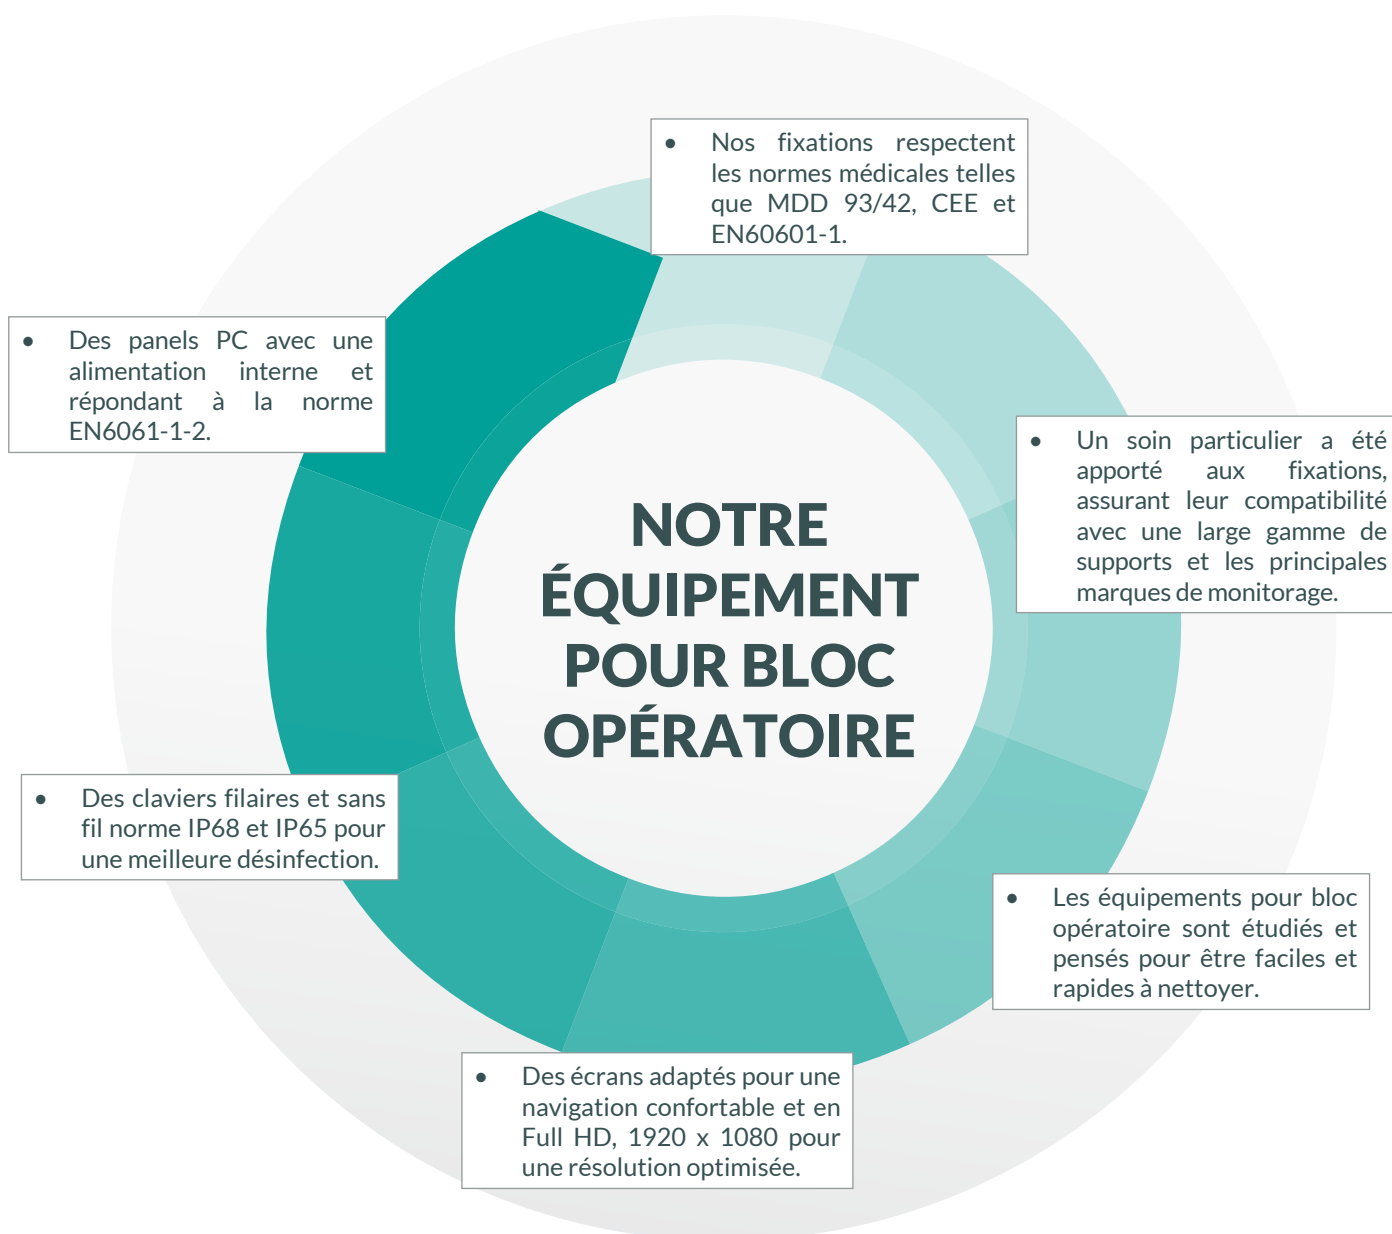 • Nos fixations respectent
les normes médicales telles
que MDD 93/42, CEE et
EN60601-1.
• Des panels PC avec une
alimentation interne et
répondant à la norme
EN6061-1-2.
• Un soin particulier a été
apporté aux fixations,
assurant leur compatibilité
avec une large gamme de
supports et les principales
marques de monitorage.
NOTRE
ÉQUIPEMENT
POUR BLOC
OPÉRATOIRE
• Des claviers filaires et sans
fil norme IP68 et IP65 pour
une meilleure désinfection.
• Les équipements pour bloc
opératoire sont étudiés et
pensés pour être faciles et
rapides à nettoyer.
• Des écrans adaptés pour une
navigation confortable et en
Full HD, 1920 x 1080 pour
une résolution optimisée.